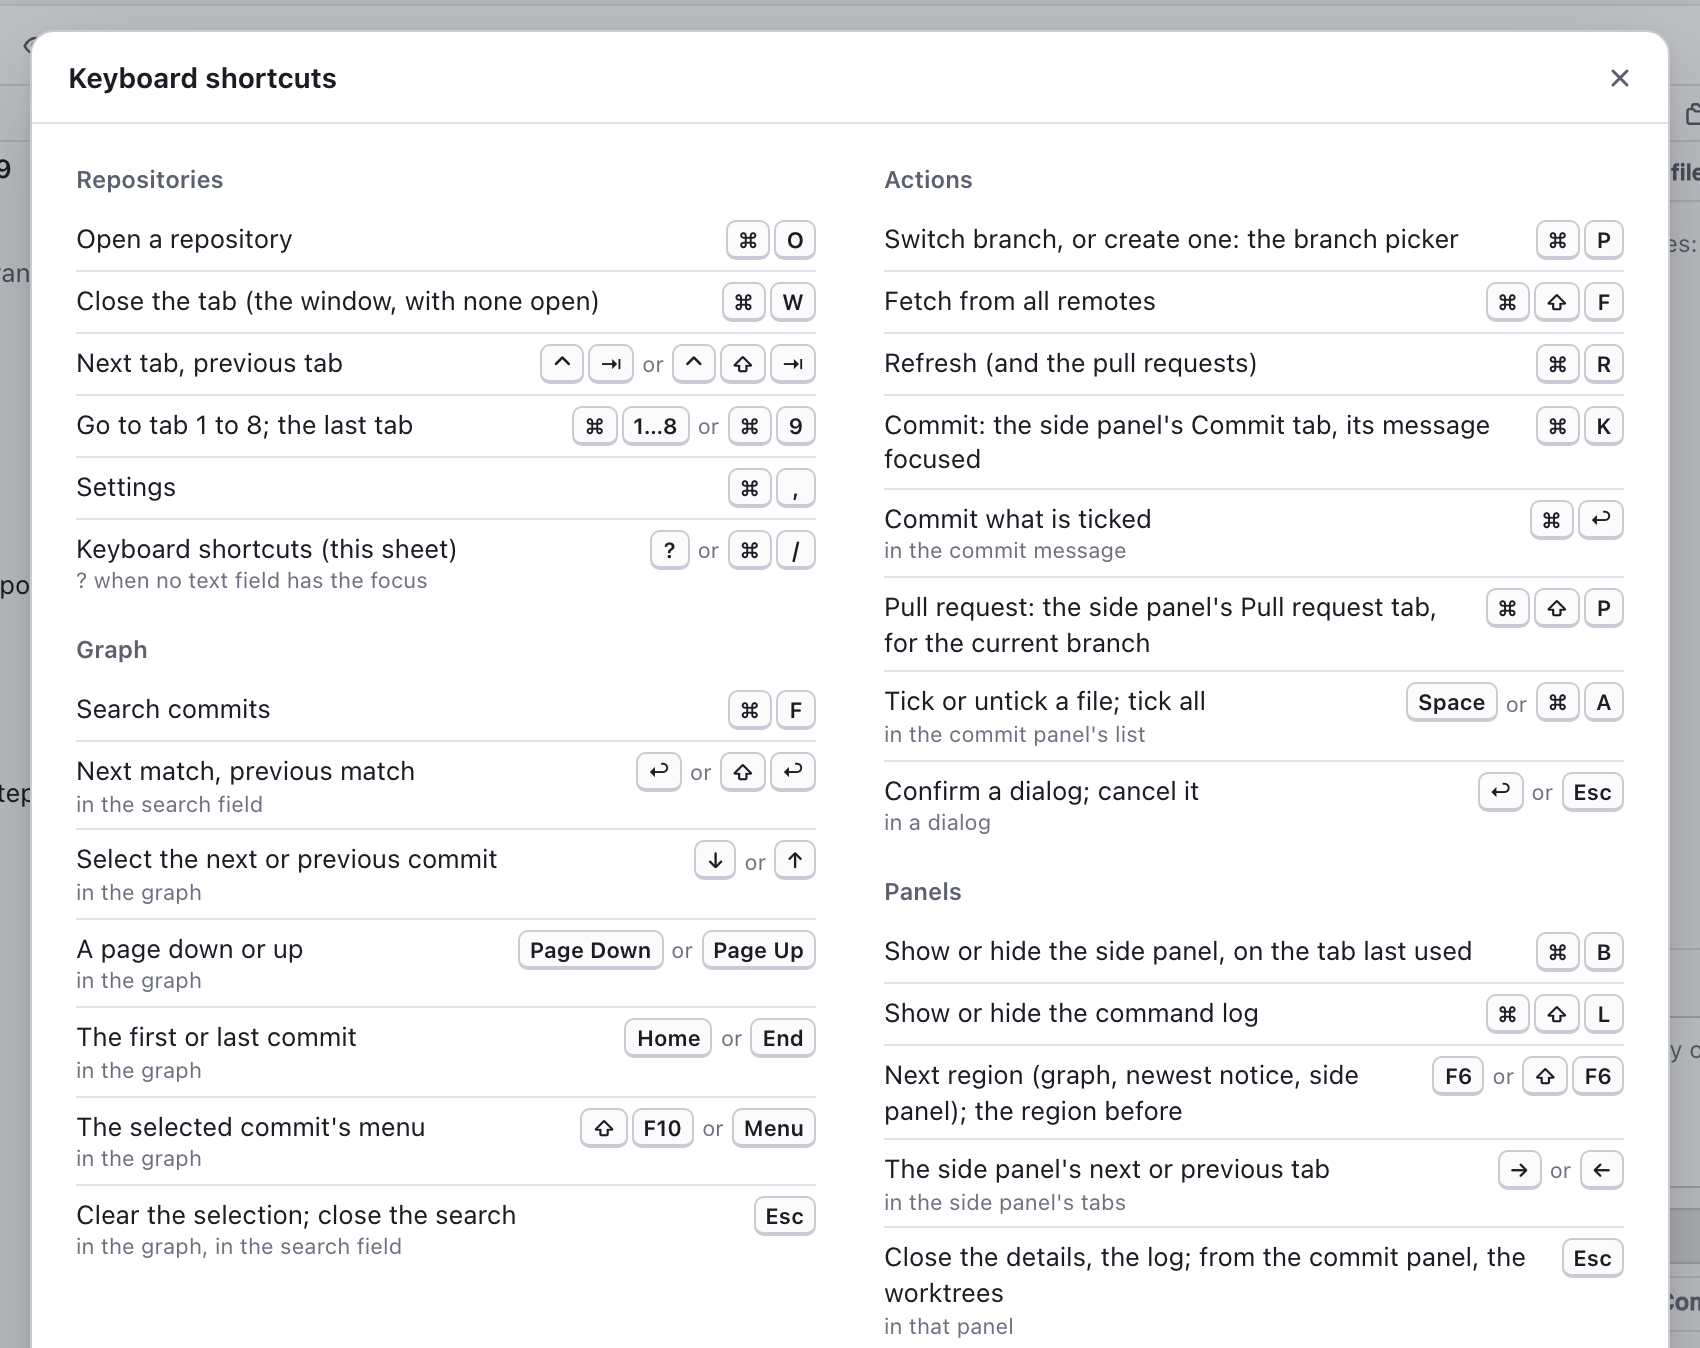 Keyboard shortcuts
Repositories
Open a repository ⌘ O
Close the tab (the window, with none open) ⌘ W
Next tab, previous tab ^ ⇥ or ^ ⇧ ⇥
Go to tab 1 to 8; the last tab ⌘ 1...8 or ⌘ 9
Settings ⌘ ,
Keyboard shortcuts (this sheet) ? or ⌘ /
? when no text field has the focus
Graph
Search commits ⌘ F
Next match, previous match ↩ or ⇧ ↩
in the search field
Select the next or previous commit ↓ or ↑
in the graph
A page down or up Page Down or Page Up
in the graph
The first or last commit Home or End
in the graph
The selected commit's menu ⇧ F10 or Menu
in the graph
Clear the selection; close the search Esc
in the graph, in the search field
Actions
Switch branch, or create one: the branch picker ⌘ P
Fetch from all remotes ⌘ ⇧ F
Refresh (and the pull requests) ⌘ R
Commit: the side panel's Commit tab, its message ⌘ K
focused
Commit what is ticked ⌘ ↩
in the commit message
Pull request: the side panel's Pull request tab, ⌘ ⇧ P
for the current branch
Tick or untick a file; tick all Space or ⌘ A
in the commit panel's list
Confirm a dialog; cancel it ↩ or Esc
in a dialog
Panels
Show or hide the side panel, on the tab last used ⌘ B
Show or hide the command log ⌘ ⇧ L
Next region (graph, newest notice, side F6 or ⇧ F6
panel); the region before
The side panel's next or previous tab → or ←
in the side panel's tabs
Close the details, the log; from the commit panel, the Esc
worktrees
in that panel